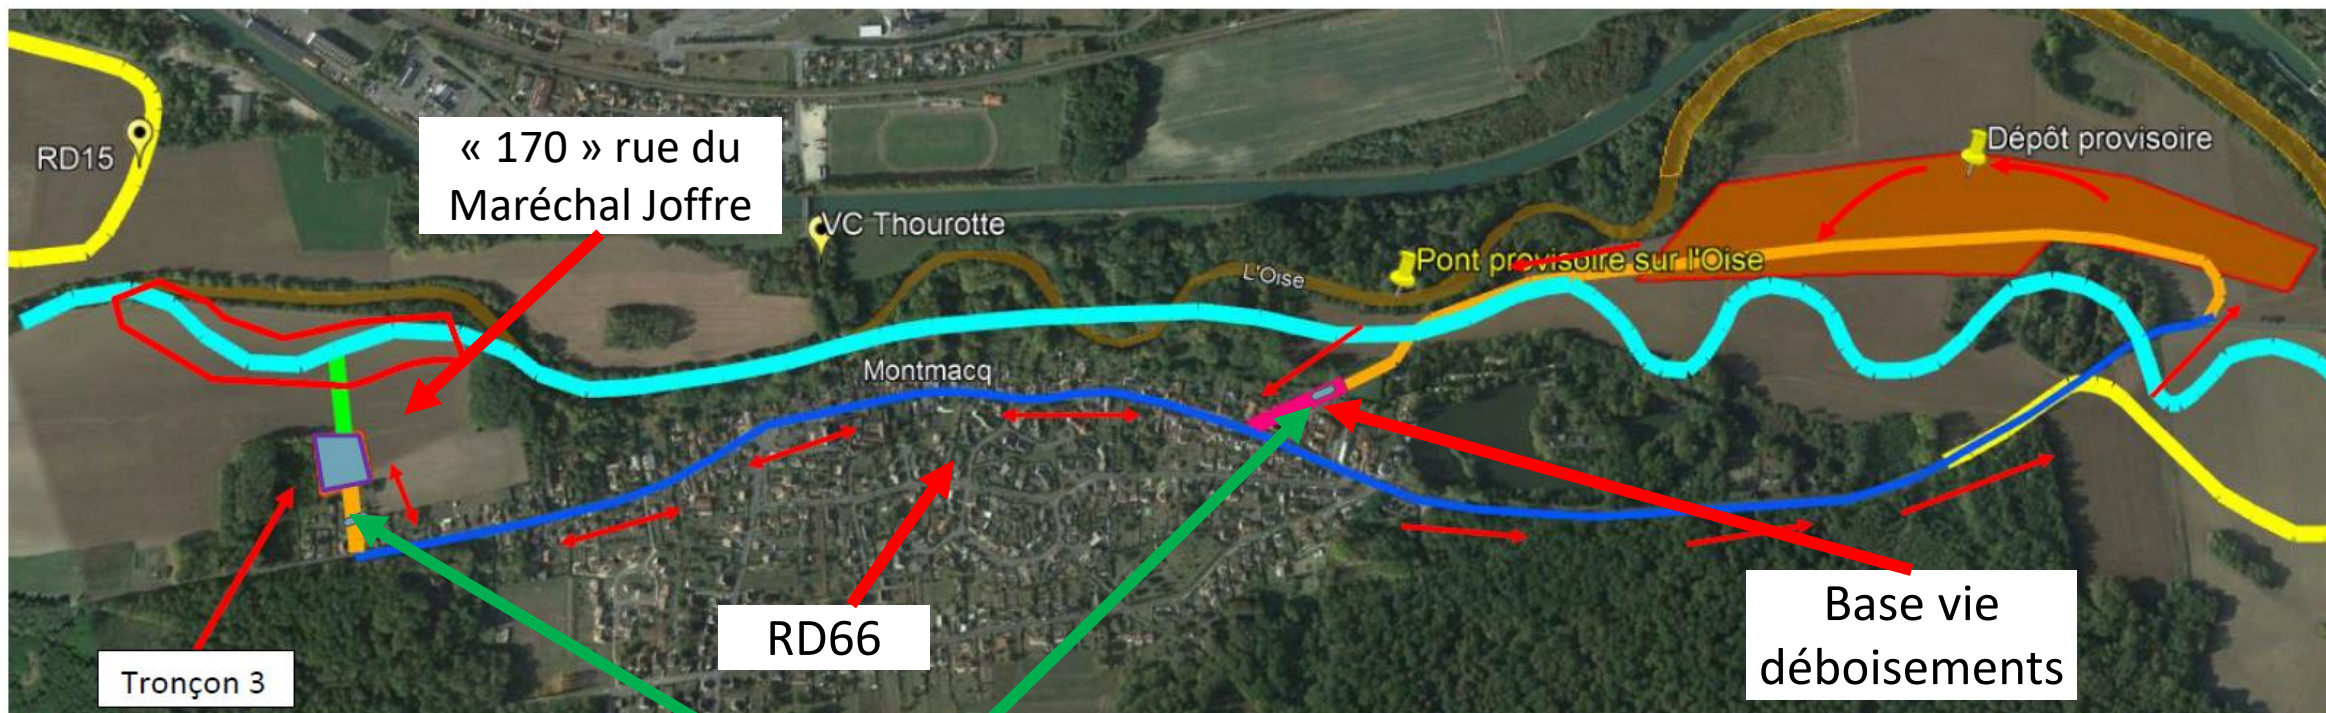 RD15
« 170 » rue du
Maréchal Joffre
VC Thourotte
Dépôt provisoire
Pont provisoire sur l'Oise
L'Oise
Montmacq
RD66
Base vie
déboisements
Tronçon 3